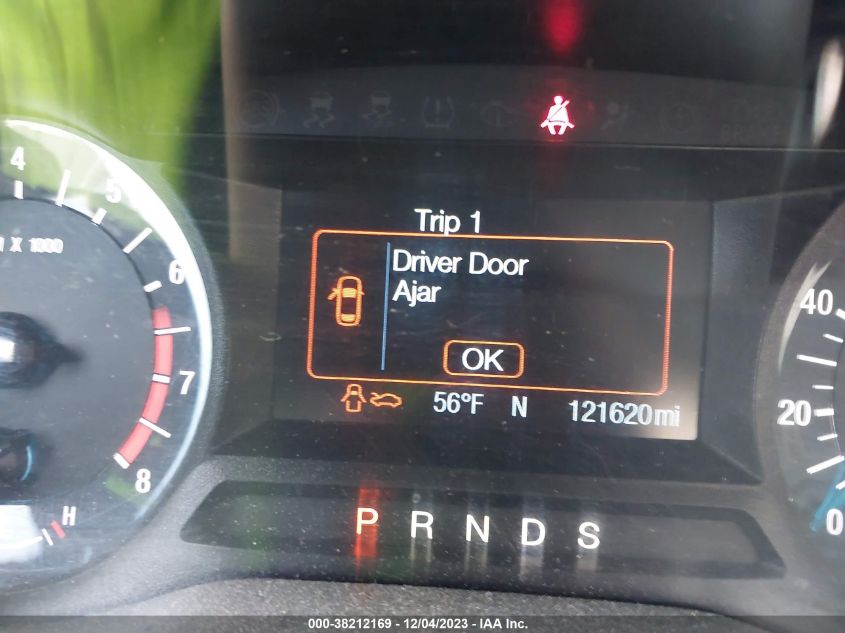 4
5
X 1000
6
7
8
H
Trip 1
Driver Door
Ajar
OK
56°F N 121620mi
40
20
0
P R N D S
000-38212169 - 12/04/2023 - IAA Inc.